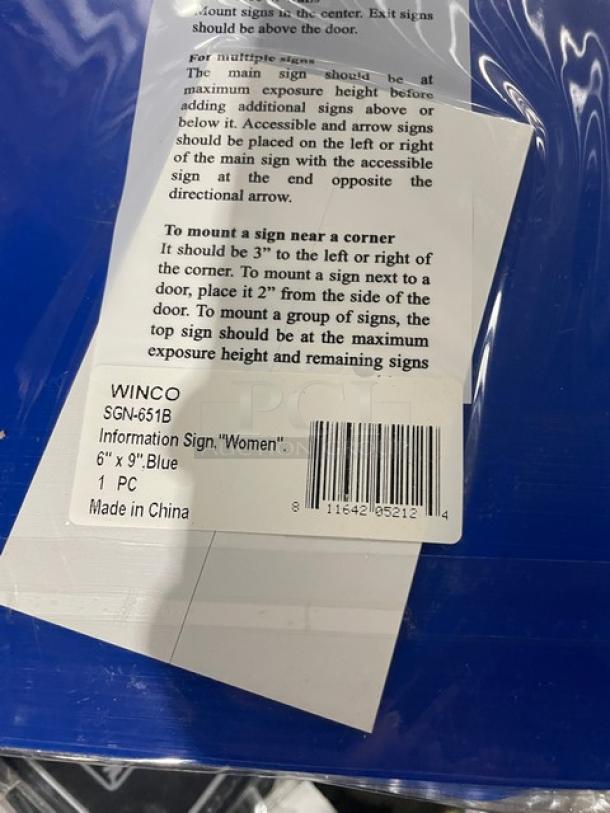 Mount signs in the center. Exit signs
should be above the door.
For multiple signs
The main sign should be at
maximum exposure height before
adding additional signs above or
below it. Accessible and arrow signs
should be placed on the left or right
of the main sign with the accessible
sign at the end opposite the
directional arrow.
To mount a sign near a corner
It should be 3” to the left or right of
the corner. To mount a sign next to a
door, place it 2” from the side of the
door. To mount a group of signs, the
top sign should be at the maximum
exposure height and remaining signs
WINCO
SGN-651B
Information Sign,"Women"
6" x 9",Blue
1 PC
Made in China
8 11642 05212 4
PCI
AUCTION GROUP